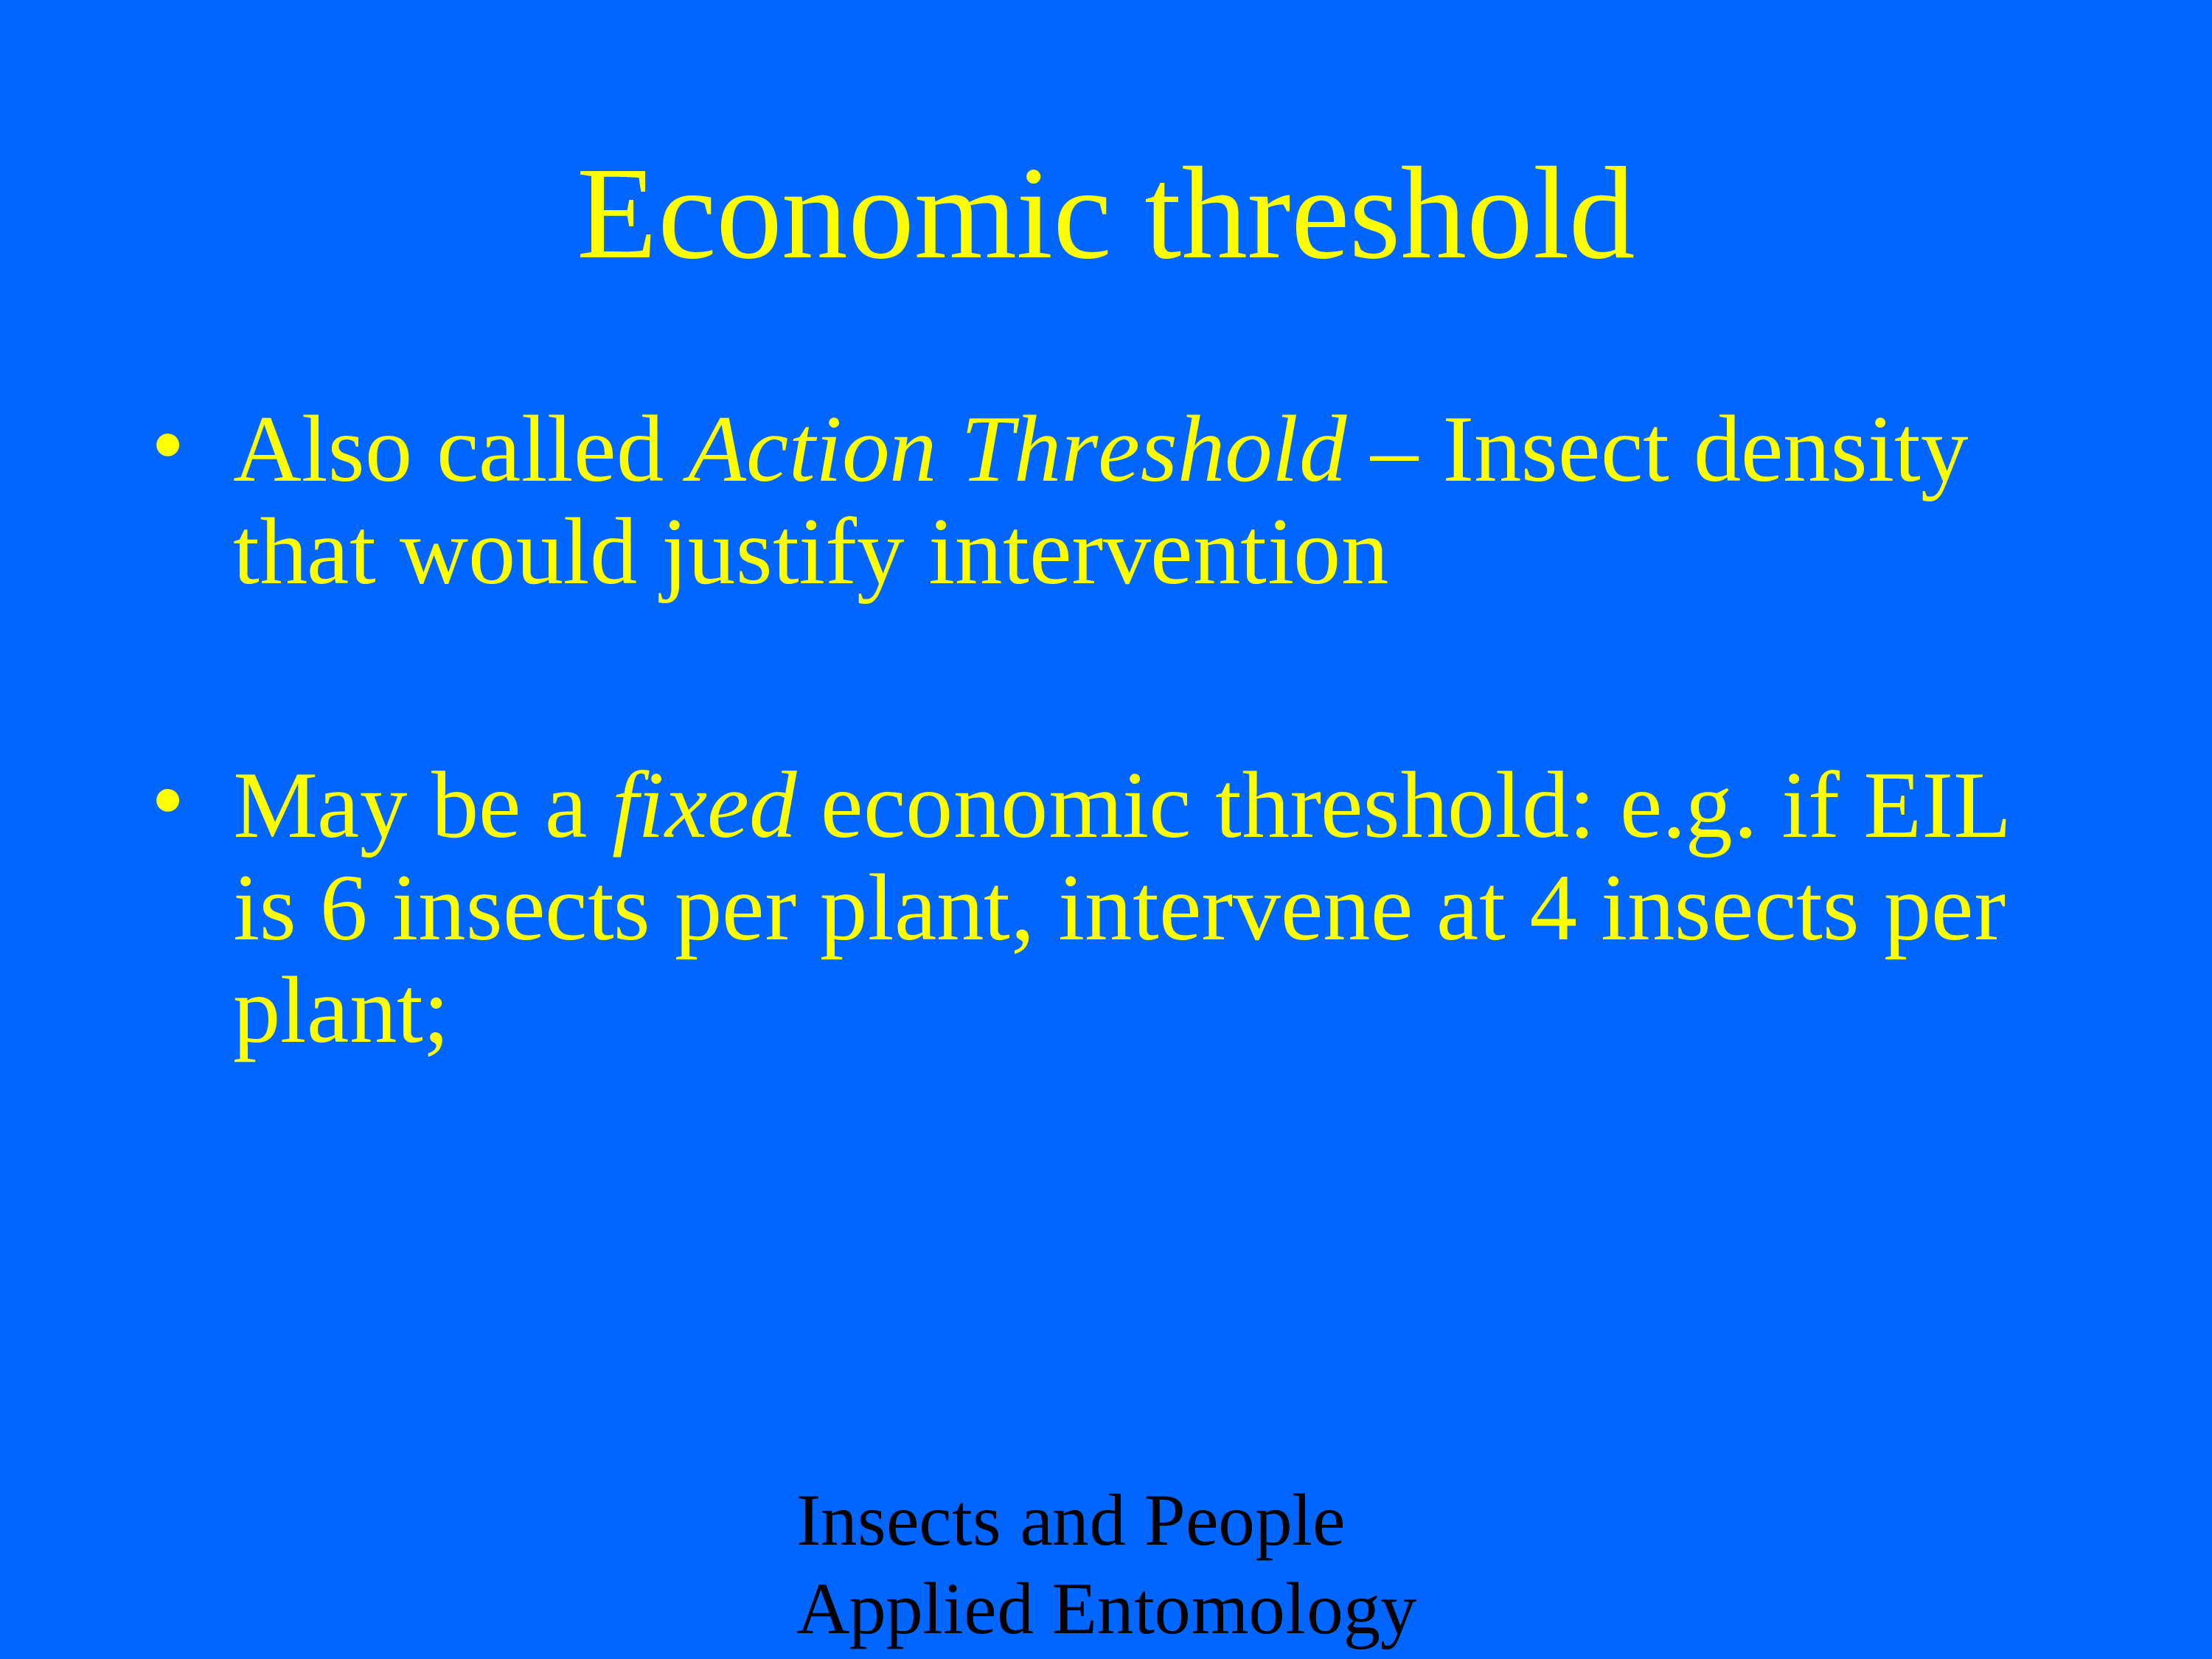 Economic threshold
• Also called Action Threshold – Insect density
that would justify intervention
• May be a fixed economic threshold: e.g. if EIL
is 6 insects per plant, intervene at 4 insects per
plant;
Insects and People
Applied Entomology